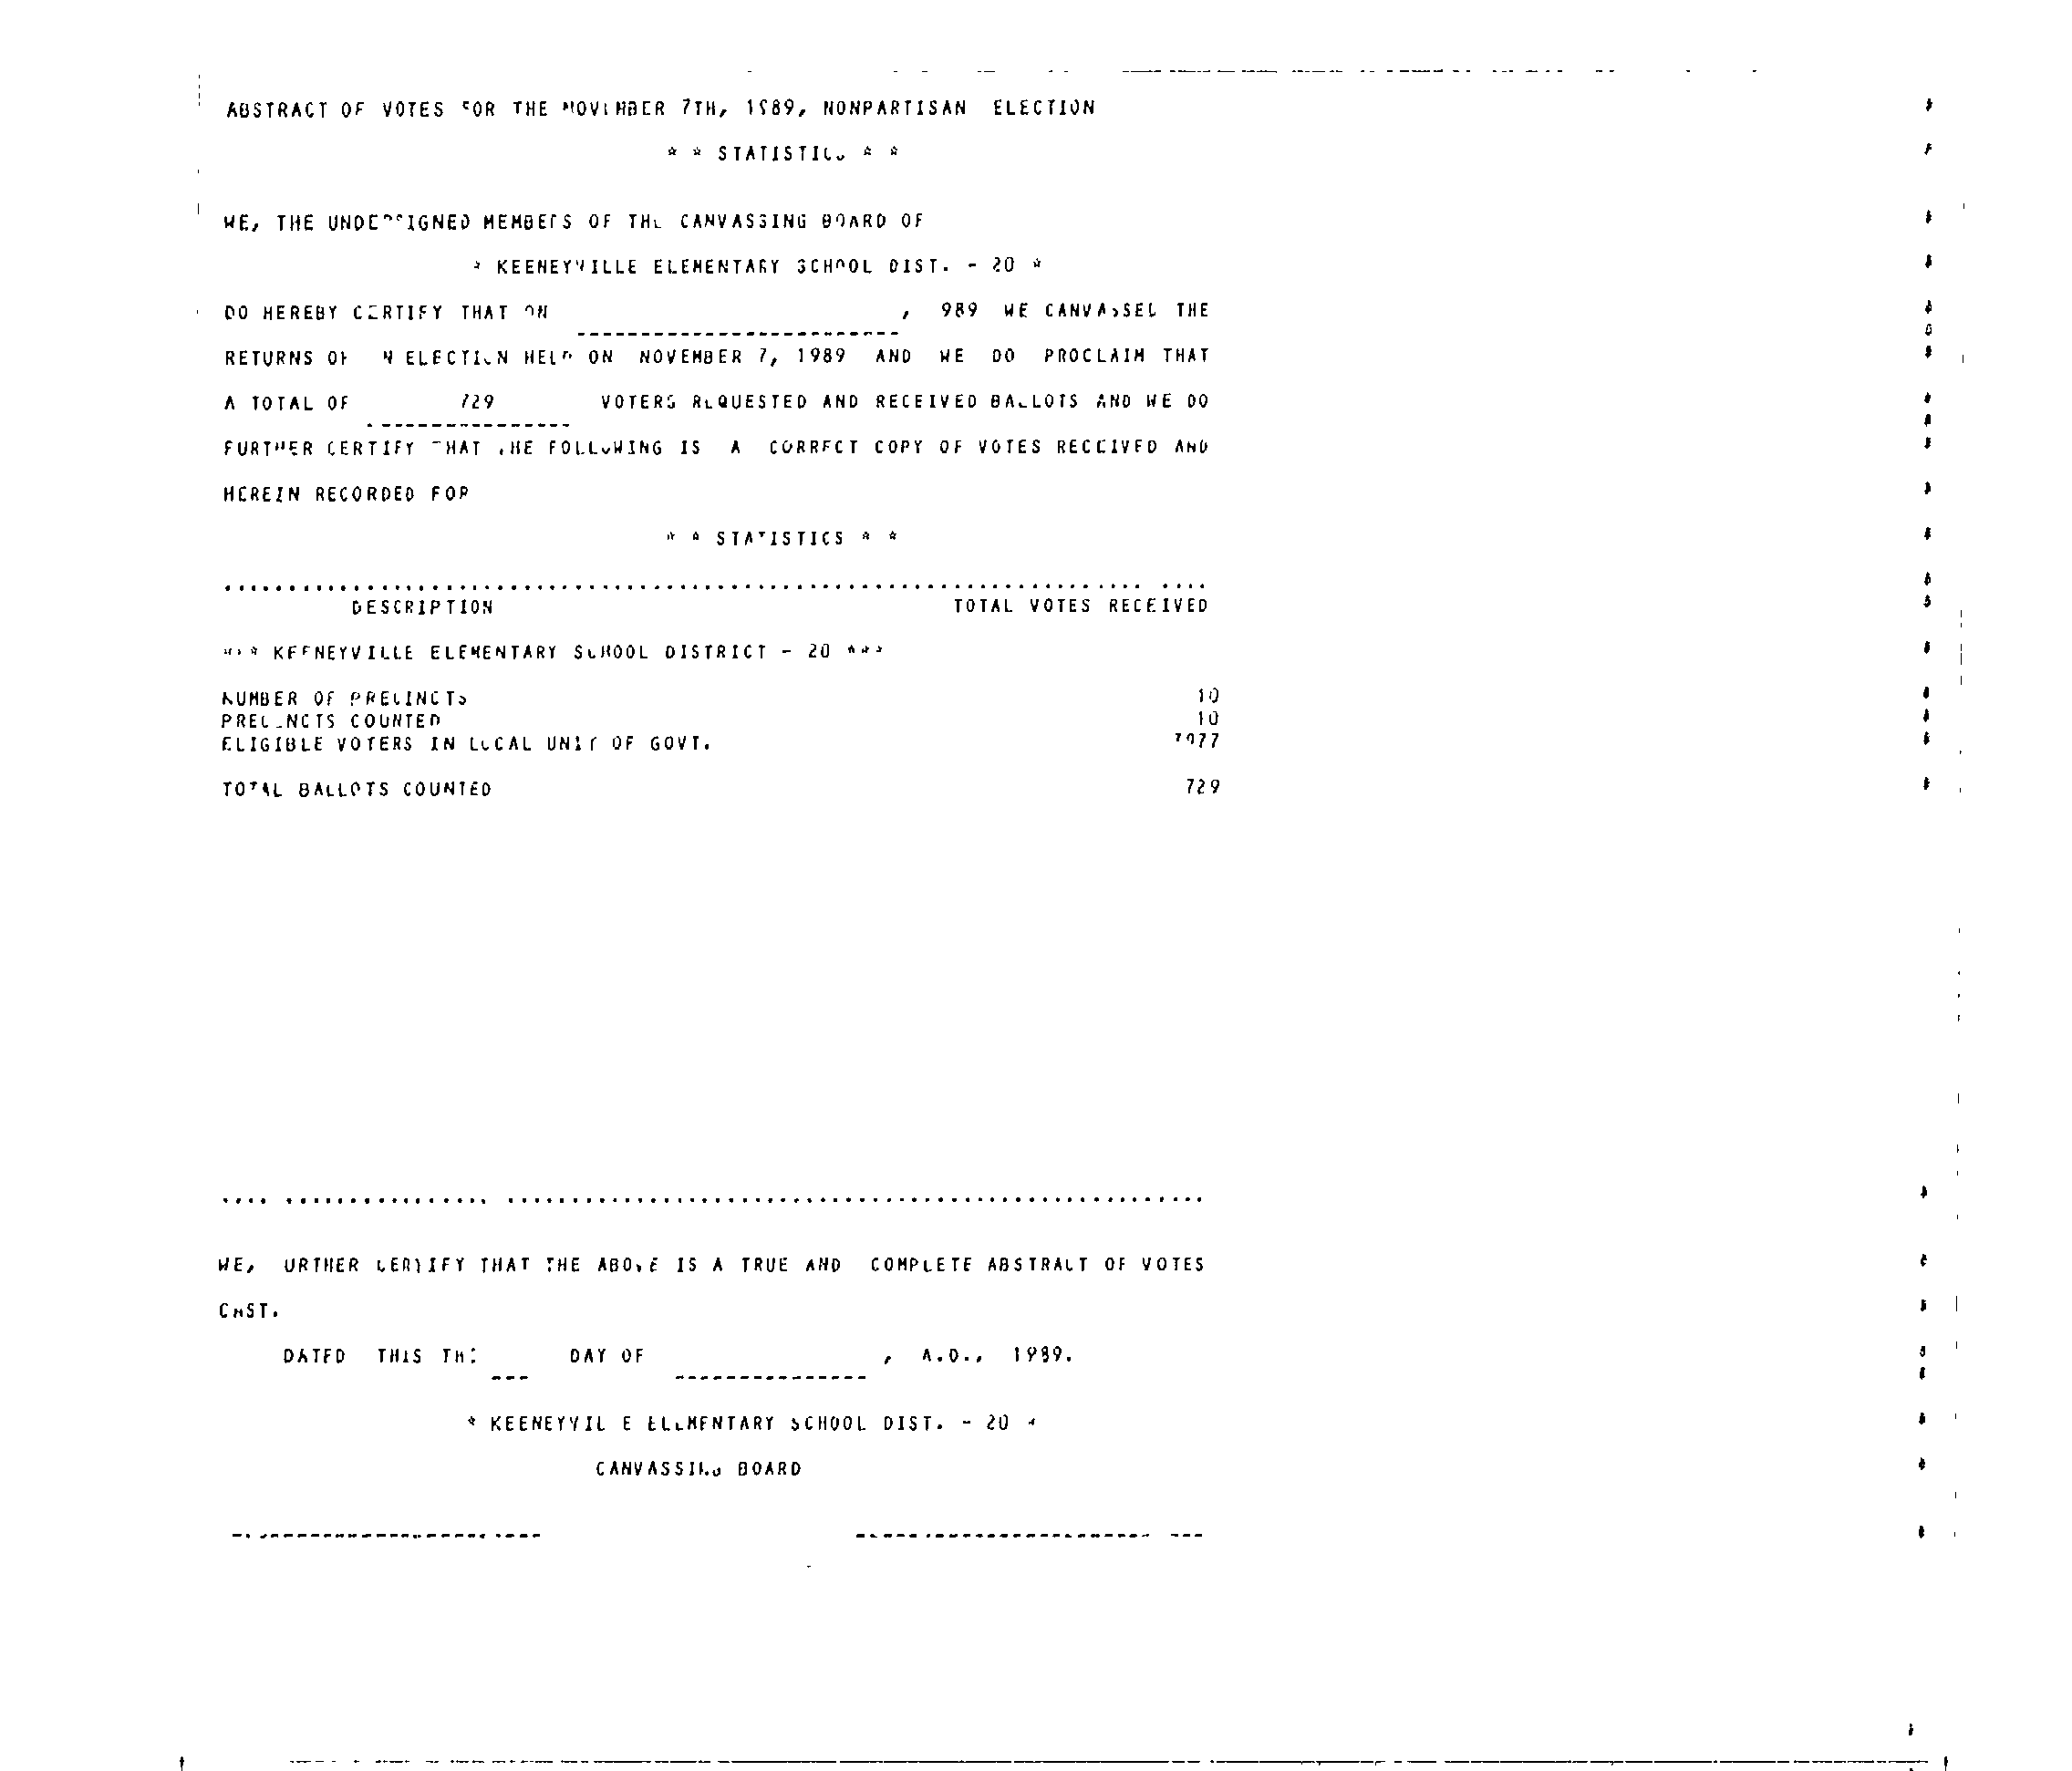 ABSTRACT OF VOTES FOR THE NOVEMBER 7TH, 1989, NONPARTISAN ELECTION
* * STATISTICS * *
WE, THE UNDERSIGNED MEMBERS OF THE CANVASSING BOARD OF
* KEENEYVILLE ELEMENTARY SCHOOL DIST. - 20 *
DO HEREBY CERTIFY THAT ON , 989 WE CANVASSED THE
RETURNS OF N ELECTION HELD ON NOVEMBER 7, 1989 AND WE DO PROCLAIM THAT
A TOTAL OF 729 VOTERS REQUESTED AND RECEIVED BALLOTS AND WE DO
FURTHER CERTIFY THAT THE FOLLOWING IS A CORRECT COPY OF VOTES RECEIVED AND
HEREIN RECORDED FOR
* * STATISTICS * *
DESCRIPTION TOTAL VOTES RECEIVED
*** KEENEYVILLE ELEMENTARY SCHOOL DISTRICT - 20 ***
NUMBER OF PRECINCTS 10
PRECINCTS COUNTED 10
ELIGIBLE VOTERS IN LOCAL UNIT OF GOVT.
TOTAL BALLOTS COUNTED 729
WE, URTHER CERTIFY THAT THE ABOVE IS A TRUE AND COMPLETE ABSTRACT OF VOTES
CAST.
DATED THIS THE DAY OF , A.D., 1989.
* KEENEYVIL E ELEMENTARY SCHOOL DIST. - 20 *
CANVASSING BOARD